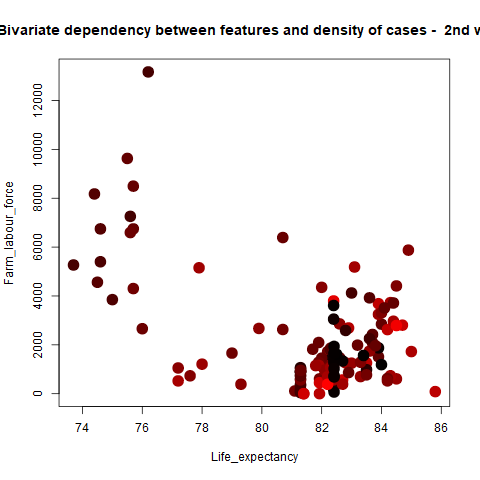 Bivariate dependency between features and density of cases - 2nd w
12000
10000
8000
6000
4000
2000
0
Farm_labour_force
74 76 78 80 82 84 86
Life_expectancy